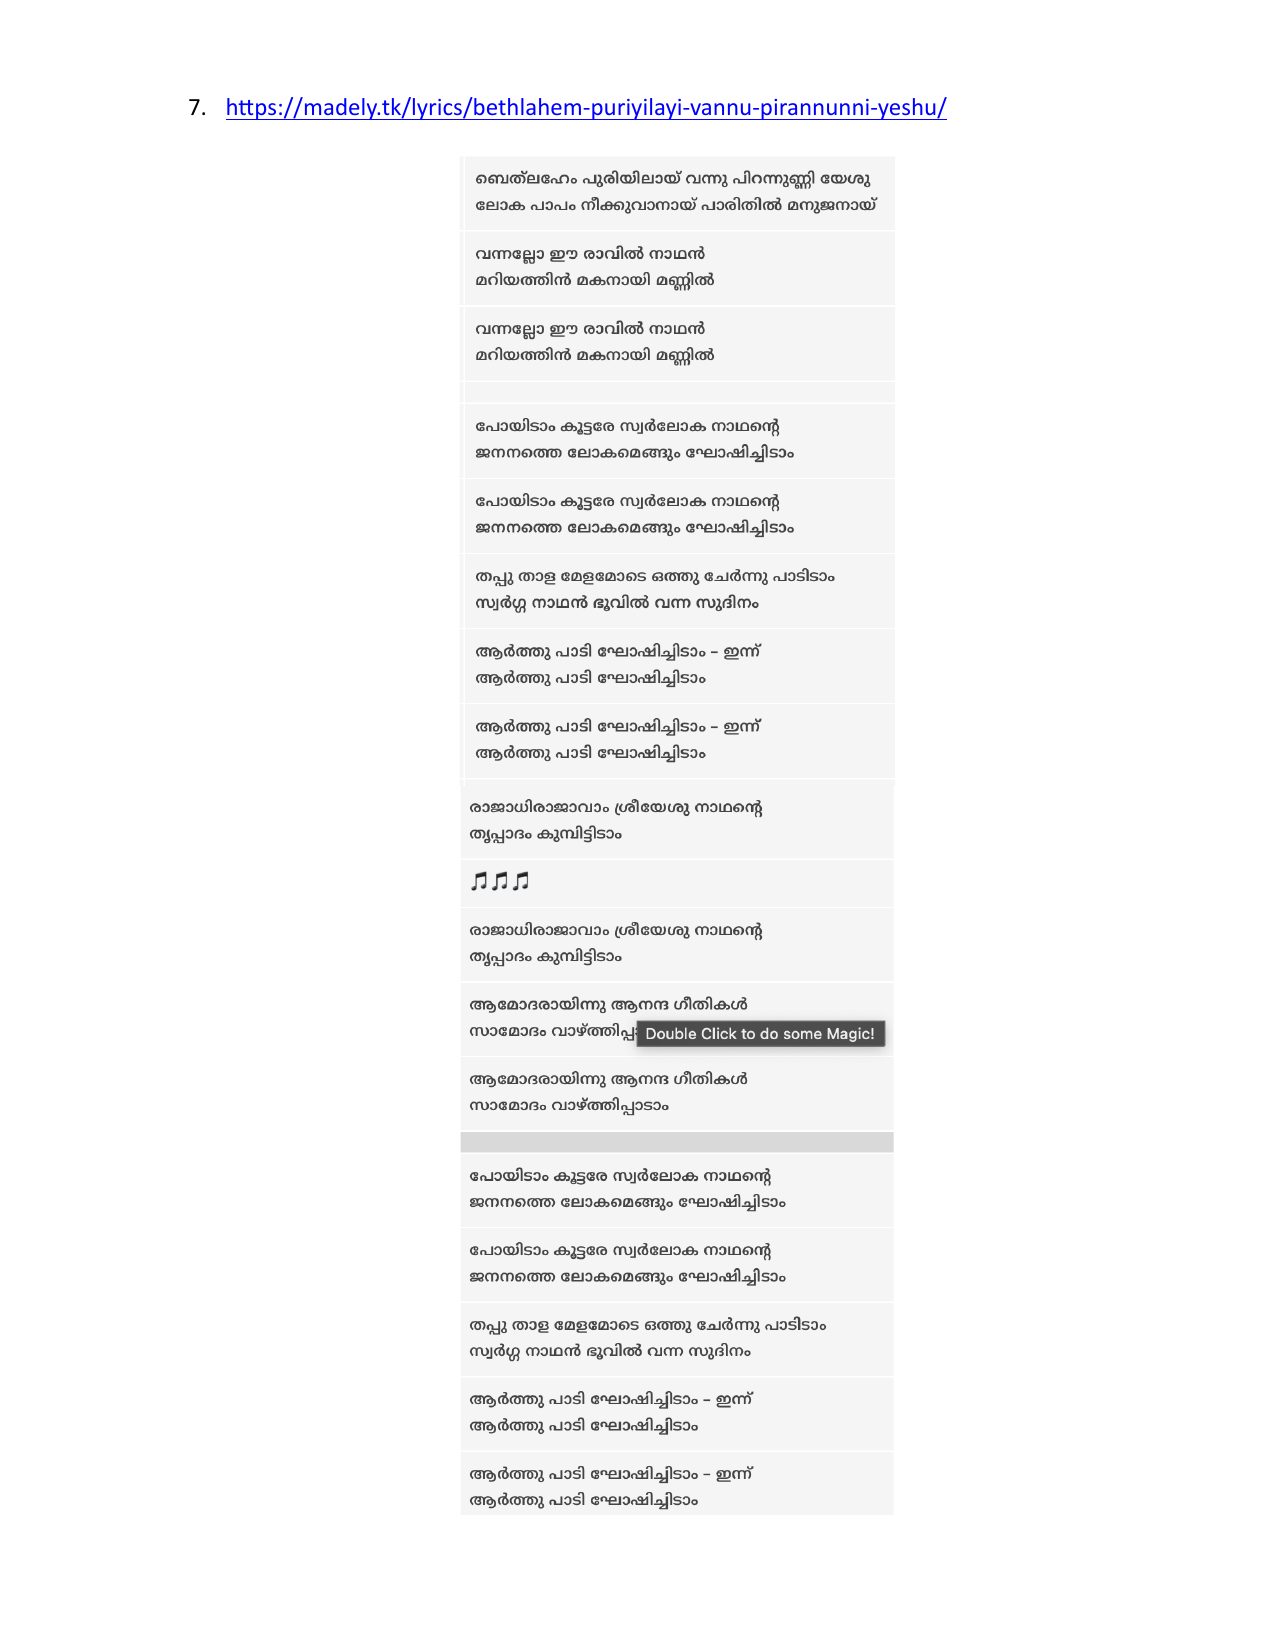 7. https://madely.tk/lyrics/bethlahem-puriyilayi-vannu-pirannunni-yeshu/
ബെത്‌ലഹേം പുരിയിലായ് വന്നു പിറന്നുണ്ണി യേശു
ലോക പാപം നീക്കുവാനായ് പാരിതിൽ മനുജനായ്
വന്നല്ലോ ഈ രാവിൽ നാഥൻ
മറിയത്തിൻ മകനായി മണ്ണിൽ
വന്നല്ലോ ഈ രാവിൽ നാഥൻ
മറിയത്തിൻ മകനായി മണ്ണിൽ
പോയിടാം കൂട്ടരേ സ്വർലോക നാഥന്റെ
ജനനത്തെ ലോകമെങ്ങും ഘോഷിച്ചിടാം
പോയിടാം കൂട്ടരേ സ്വർലോക നാഥന്റെ
ജനനത്തെ ലോകമെങ്ങും ഘോഷിച്ചിടാം
തപ്പു താള മേളമോടെ ഒത്തു ചേർന്നു പാടിടാം
സ്വർഗ്ഗ നാഥൻ ഭൂവിൽ വന്ന സുദിനം
ആർത്തു പാടി ഘോഷിച്ചിടാം – ഇന്ന്
ആർത്തു പാടി ഘോഷിച്ചിടാം
ആർത്തു പാടി ഘോഷിച്ചിടാം – ഇന്ന്
ആർത്തു പാടി ഘോഷിച്ചിടാം
രാജാധിരാജാവാം ശ്രീയേശു നാഥന്റെ
തൃപ്പാദം കുമ്പിട്ടിടാം
🎵🎵🎵
രാജാധിരാജാവാം ശ്രീയേശു നാഥന്റെ
തൃപ്പാദം കുമ്പിട്ടിടാം
ആമോദരായിന്നു ആനന്ദ ഗീതികൾ
സാമോദം
Double Click to do some Magic!
ആമോദരായിന്നു ആനന്ദ ഗീതികൾ
സാമോദം വാഴ്ത്തിപ്പാടാം
പോയിടാം കൂട്ടരേ സ്വർലോക നാഥന്റെ
ജനനത്തെ ലോകമെങ്ങും ഘോഷിച്ചിടാം
പോയിടാം കൂട്ടരേ സ്വർലോക നാഥന്റെ
ജനനത്തെ ലോകമെങ്ങും ഘോഷിച്ചിടാം
തപ്പു താള മേളമോടെ ഒത്തു ചേർന്നു പാടിടാം
സ്വർഗ്ഗ നാഥൻ ഭൂവിൽ വന്ന സുദിനം
ആർത്തു പാടി ഘോഷിച്ചിടാം – ഇന്ന്
ആർത്തു പാടി ഘോഷിച്ചിടാം
ആർത്തു പാടി ഘോഷിച്ചിടാം – ഇന്ന്
ആർത്തു പാടി ഘോഷിച്ചിടാം